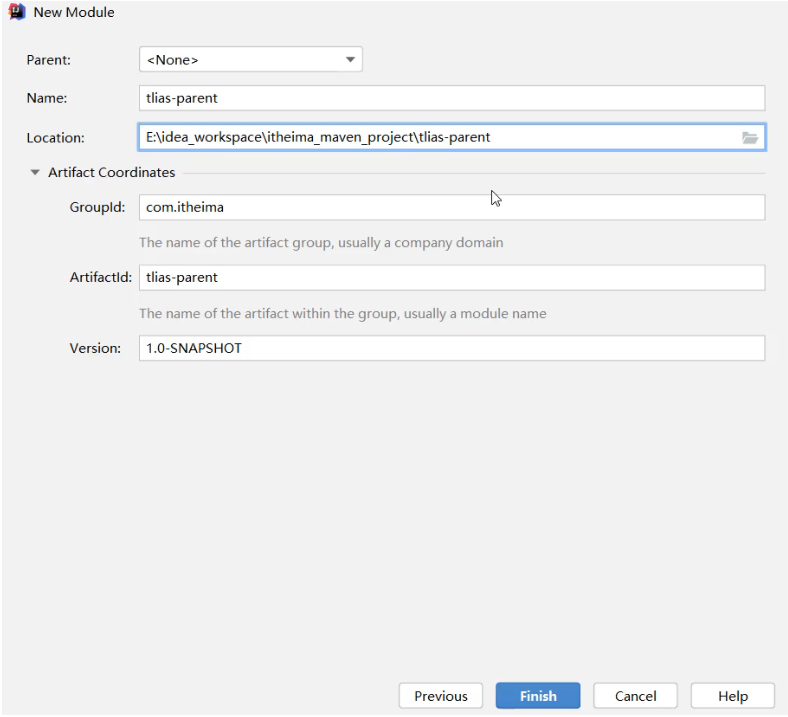 New Module
Parent: <None>
Name: tlias-parent
Location: E:\idea_workspace\itheima_maven_project\tlias-parent
Artifact Coordinates
GroupId: com.itheima
The name of the artifact group, usually a company domain
ArtifactId: tlias-parent
The name of the artifact within the group, usually a module name
Version: 1.0-SNAPSHOT
Previous Finish Cancel Help